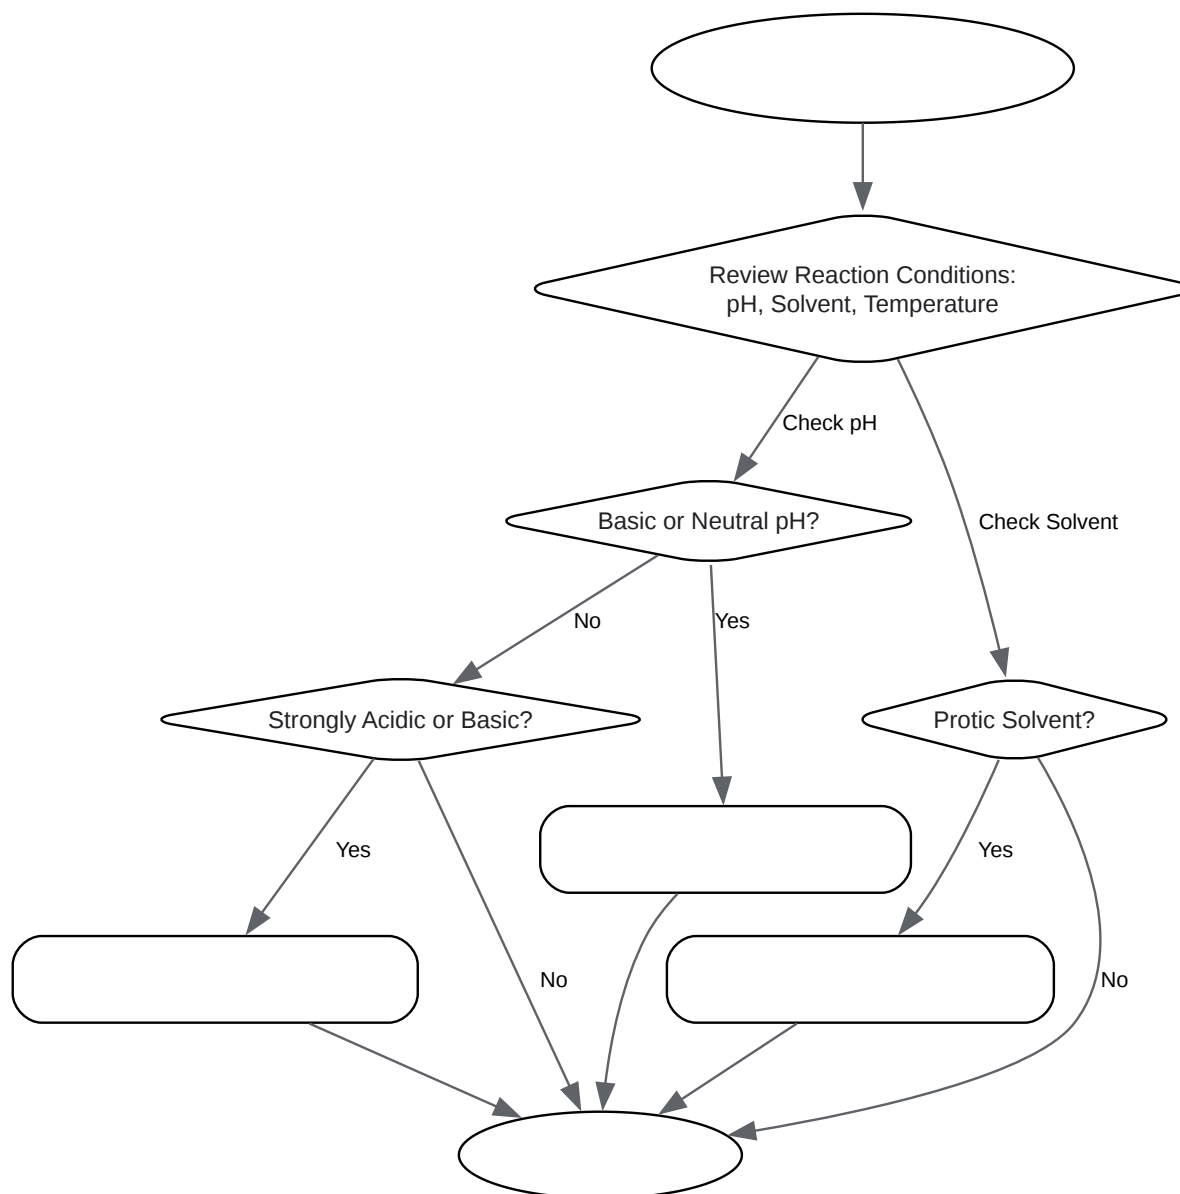 Review Reaction Conditions:
pH, Solvent, Temperature
Check pH
Basic or Neutral pH?
Check Solvent
No
Yes
Strongly Acidic or Basic?
Protic Solvent?
Yes
Yes
No
No